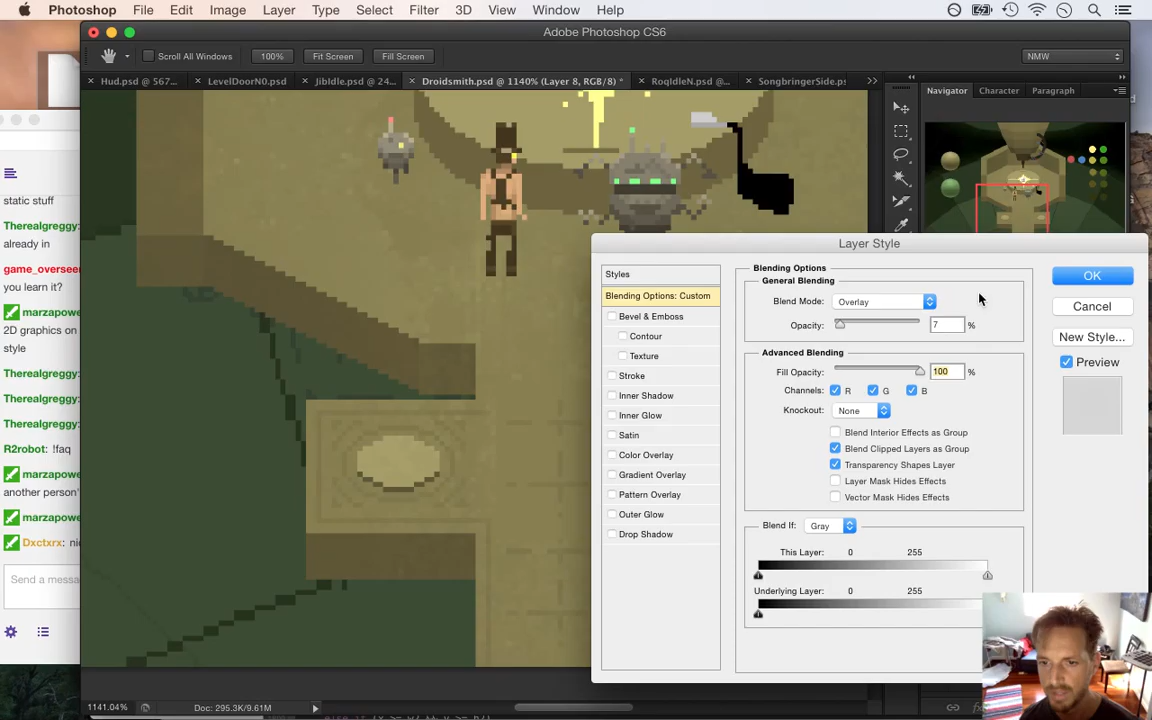 Photoshop File Edit Image Layer Type Select Filter 3D View Window Help
Adobe Photoshop CS6
Scroll All Windows 100% Fit Screen Fill Screen NMW
Hud.psd @ 567... LevelDoorN0.psd JibIdle.psd @ 24... Droidsmith.psd @ 1140% (Layer 8, RGB/8) * RoqIdleN.psd @... SongbringerSide.ps
Navigator Character Paragraph
static stuff
Therealgreggy:
already in
game_overseer
you learn it?
marzapower
2D graphics on
style
Therealgreggy:
Therealgreggy:
Therealgreggy:
R2robot: !faq
marzapower
another person'
marzapower
Dxctxrx: nic
Send a messa
Layer Style
Styles
Blending Options: Custom
Bevel & Emboss
Contour
Texture
Stroke
Inner Shadow
Inner Glow
Satin
Color Overlay
Gradient Overlay
Pattern Overlay
Outer Glow
Drop Shadow
Blending Options
General Blending
Blend Mode: Overlay
Opacity: 7 %
Advanced Blending
Fill Opacity: 100 %
Channels: R G B
Knockout: None
Blend Interior Effects as Group
Blend Clipped Layers as Group
Transparency Shapes Layer
Layer Mask Hides Effects
Vector Mask Hides Effects
Blend If: Gray
This Layer: 0 255
Underlying Layer: 0 255
OK
Cancel
New Style...
Preview
1141.04% Doc: 295.3K/9.61M